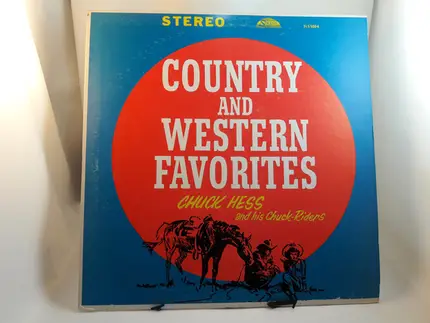 STEREO
COUNTRY
AND
WESTERN
FAVORITES
CHUCK HESS
and his Chuck-Riders